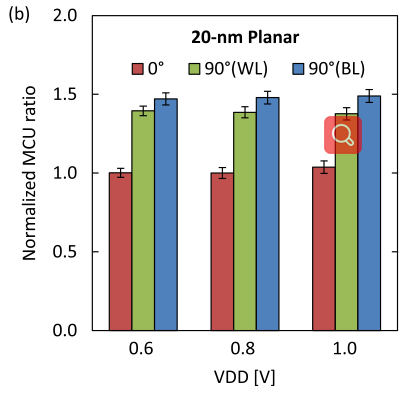 (b)
2.0
20-nm Planar
0° 90°(WL) 90°(BL)
1.5
1.0
0.5
0.0
Normalized MCU ratio
0.6 0.8 1.0
VDD [V]